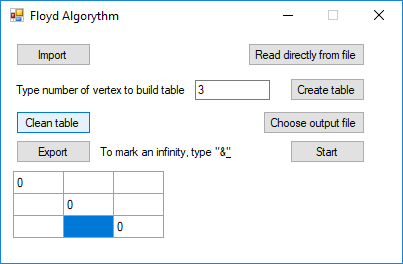 Floyd Algorythm
Import
Read directly from file
Type number of vertex to build table
3
Create table
Clean table
Choose output file
Export
To mark an infinity, type "&"_
Start
0
0
0